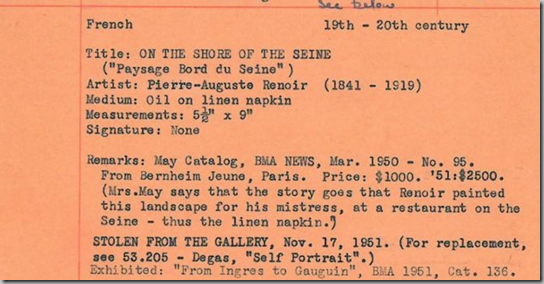 See below
French 19th - 20th century
Title: ON THE SHORE OF THE SEINE
("Paysage Bord du Seine")
Artist: Pierre-Auguste Renoir (1841 - 1919)
Medium: Oil on linen napkin
Measurements: 5½" x 9"
Signature: None
Remarks: May Catalog, BMA NEWS, Mar. 1950 - No. 95.
From Bernheim Jeune, Paris. Price: $1000. '51:$2500.
(Mrs.May says that the story goes that Renoir painted
this landscape for his mistress, at a restaurant on the
Seine - thus the linen napkin.")
STOLEN FROM THE GALLERY, Nov. 17, 1951. (For replacement,
see 53.205 - Degas, "Self Portrait".)
Exhibited: "From Ingres to Gauguin", BMA 1951, Cat. 136.